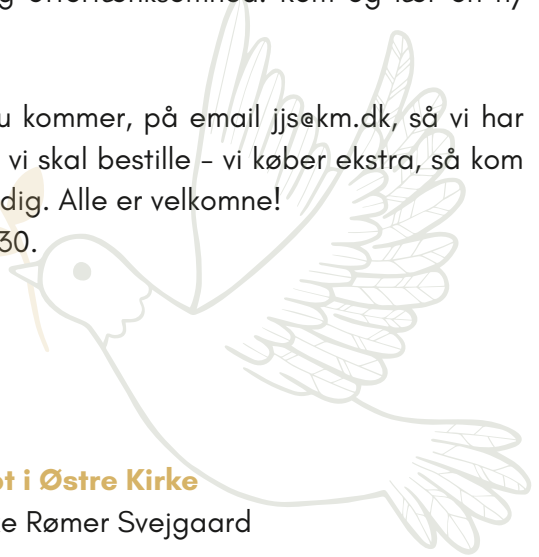 u kommer, på email jjs@km.dk, så vi har
vi skal bestille - vi køber ekstra, så kom
dig. Alle er velkomne!
30.
ot i Østre Kirke
e Rømer Svejgaard